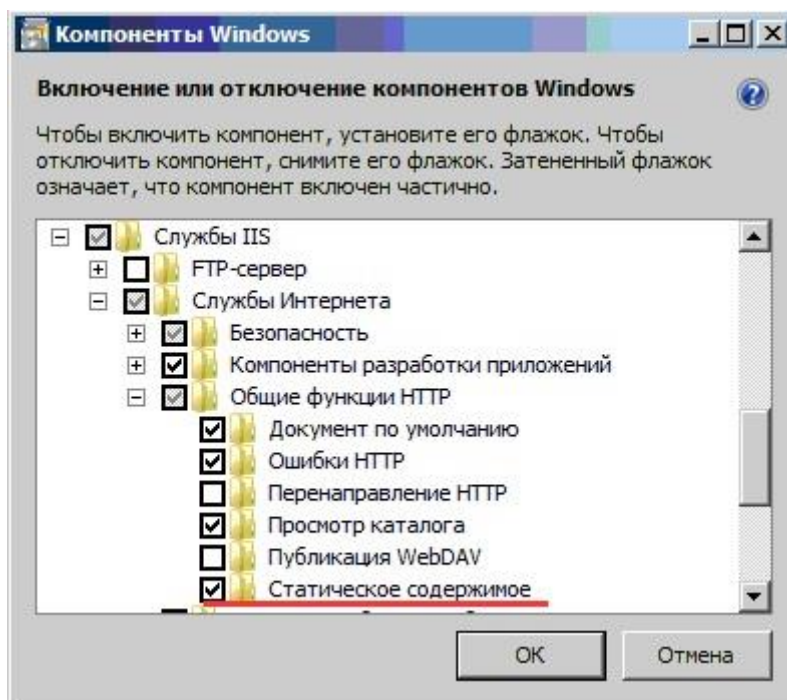 Компоненты Windows
Включение или отключение компонентов Windows
Чтобы включить компонент, установите его флажок. Чтобы
отключить компонент, снимите его флажок. Затененный флажок
означает, что компонент включен частично.
Службы IIS
FTP-сервер
Службы Интернета
Безопасность
Компоненты разработки приложений
Общие функции HTTP
Документ по умолчанию
Ошибки HTTP
Перенаправление HTTP
Просмотр каталога
Публикация WebDAV
Статическое содержимое
ОК
Отмена